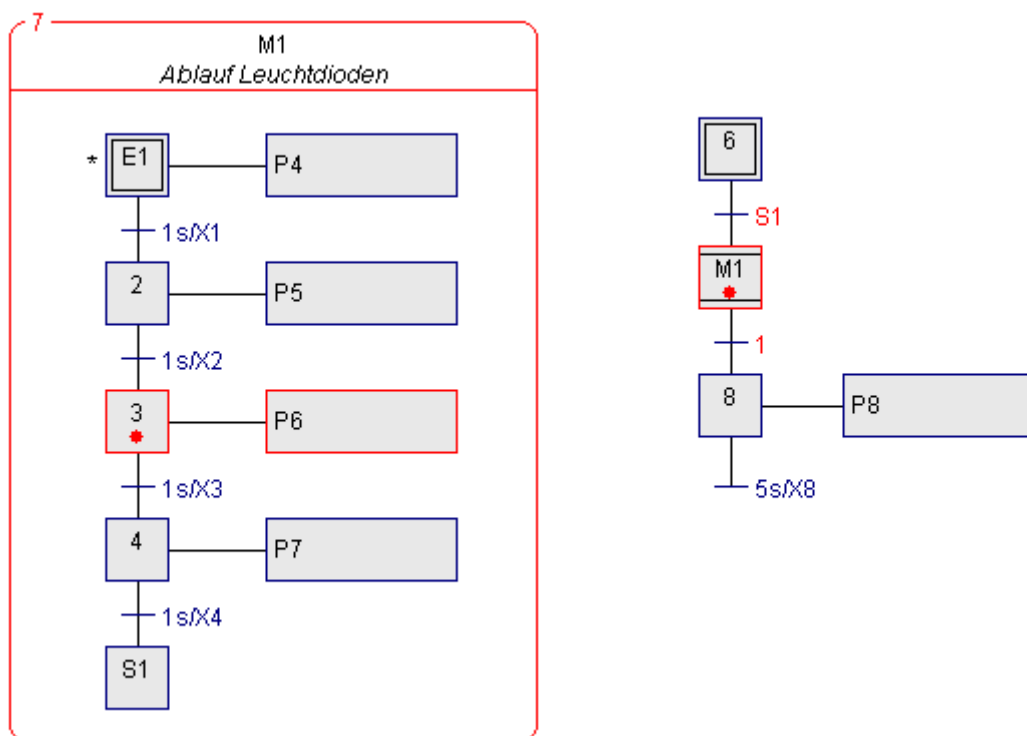 7
M1
Ablauf Leuchtdioden
* E1 P4
1s/X1
2 P5
1s/X2
3 P6
1s/X3
4 P7
1s/X4
S1
6
S1
M1
1
8 P8
5s/X8